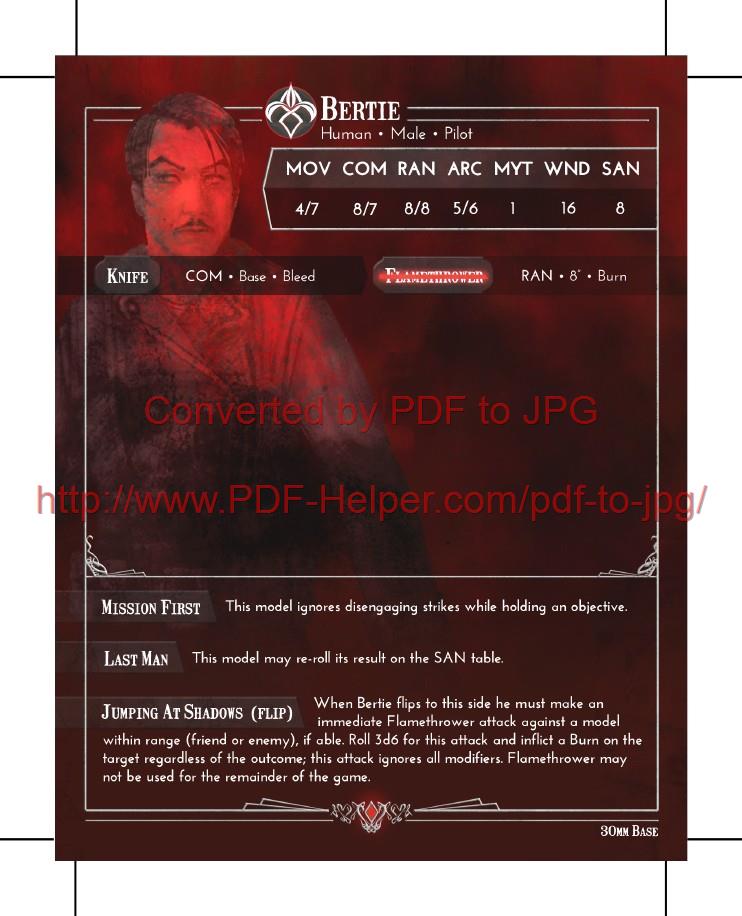 Bertie
Human • Male • Pilot
MOV COM RAN ARC MYT WND SAN
4/7 8/7 8/8 5/6 1 16 8
Knife COM • Base • Bleed Flamethrower RAN • 8" • Burn
Converted by PDF to JPG
http://www.PDF-Helper.com/pdf-to-jpg/
Mission First This model ignores disengaging strikes while holding an objective.
Last Man This model may re-roll its result on the SAN table.
Jumping At Shadows (flip) When Bertie flips to this side he must make an
immediate Flamethrower attack against a model
within range (friend or enemy), if able. Roll 3d6 for this attack and inflict a Burn on the
target regardless of the outcome; this attack ignores all modifiers. Flamethrower may
not be used for the remainder of the game.
30mm Base